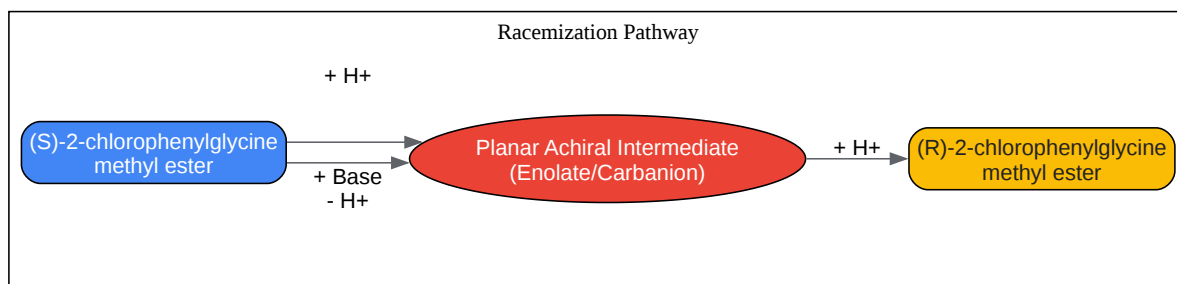 Racemization Pathway
+ H+
(S)-2-chlorophenylglycine
methyl ester
+ Base
- H+
Planar Achiral Intermediate
(Enolate/Carbanion)
+ H+
(R)-2-chlorophenylglycine
methyl ester